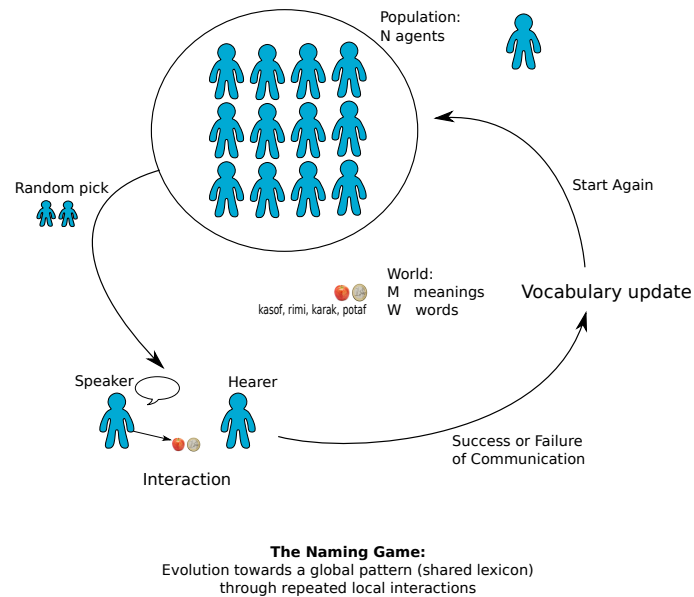 Population:
N agents
Random pick
Start Again
World:
M meanings
W words
kasof, rimi, karak, potaf
Vocabulary update
Speaker
Hearer
Interaction
Success or Failure
of Communication
The Naming Game:
Evolution towards a global pattern (shared lexicon)
through repeated local interactions